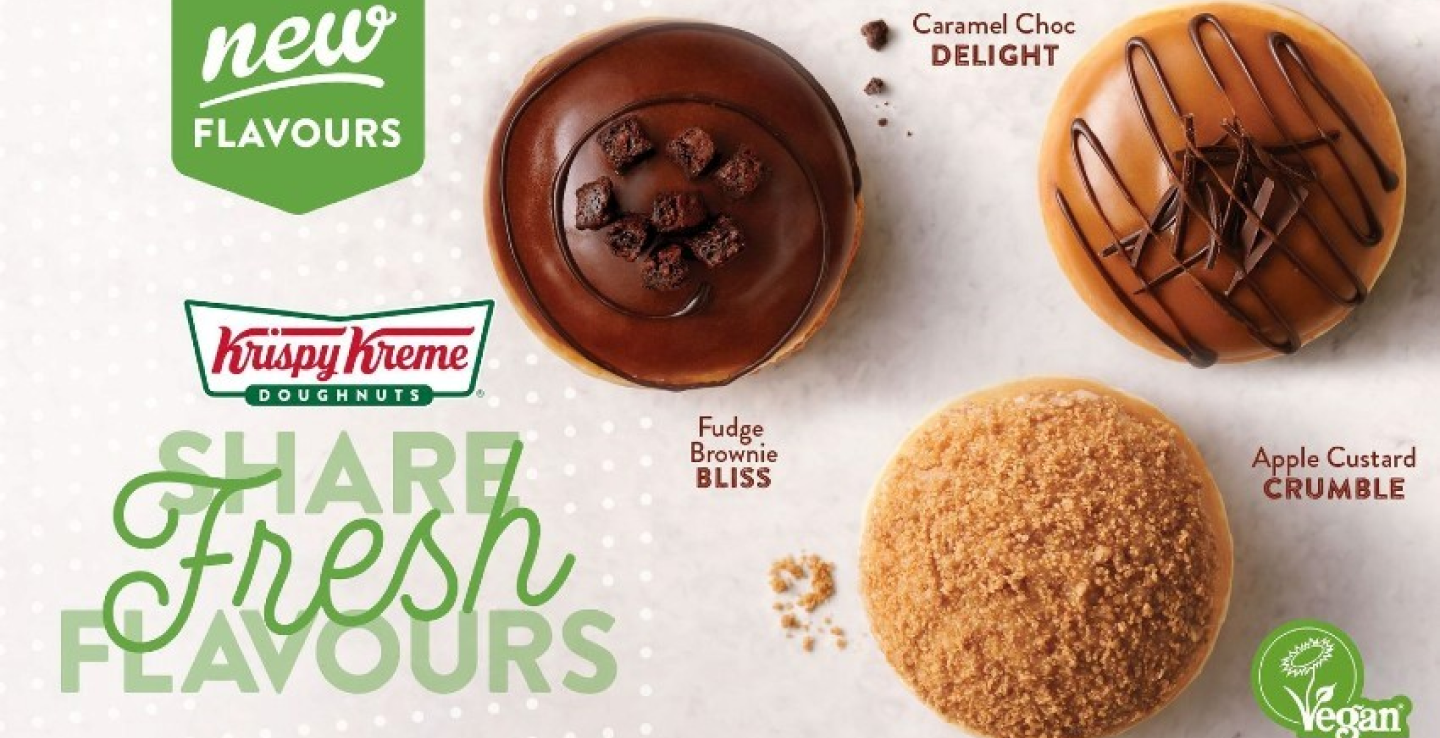 new
FLAVOURS
Krispy Kreme
DOUGHNUTS
SHARE
Fresh
FLAVOURS
Fudge
Brownie
BLISS
Caramel Choc
DELIGHT
Apple Custard
CRUMBLE
Vegan